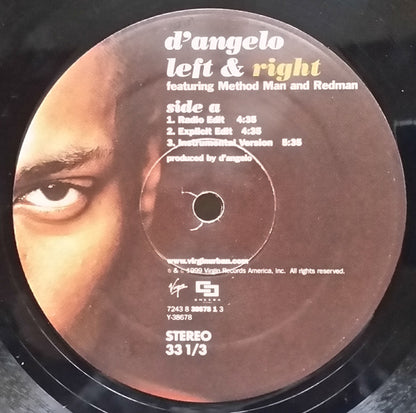 d'angelo
left & right
featuring Method Man and Redman
side a
1. Radio Edit 4:35
2. Explicit Edit 4:35
3. Instrumental Version 5:35
produced by d'angelo
www.virginurban.com
℗ & © 1999 Virgin Records America, Inc. All rights reserved.
Virgin
7243 8 38678 1 3
Y-38678
STEREO
33 1/3